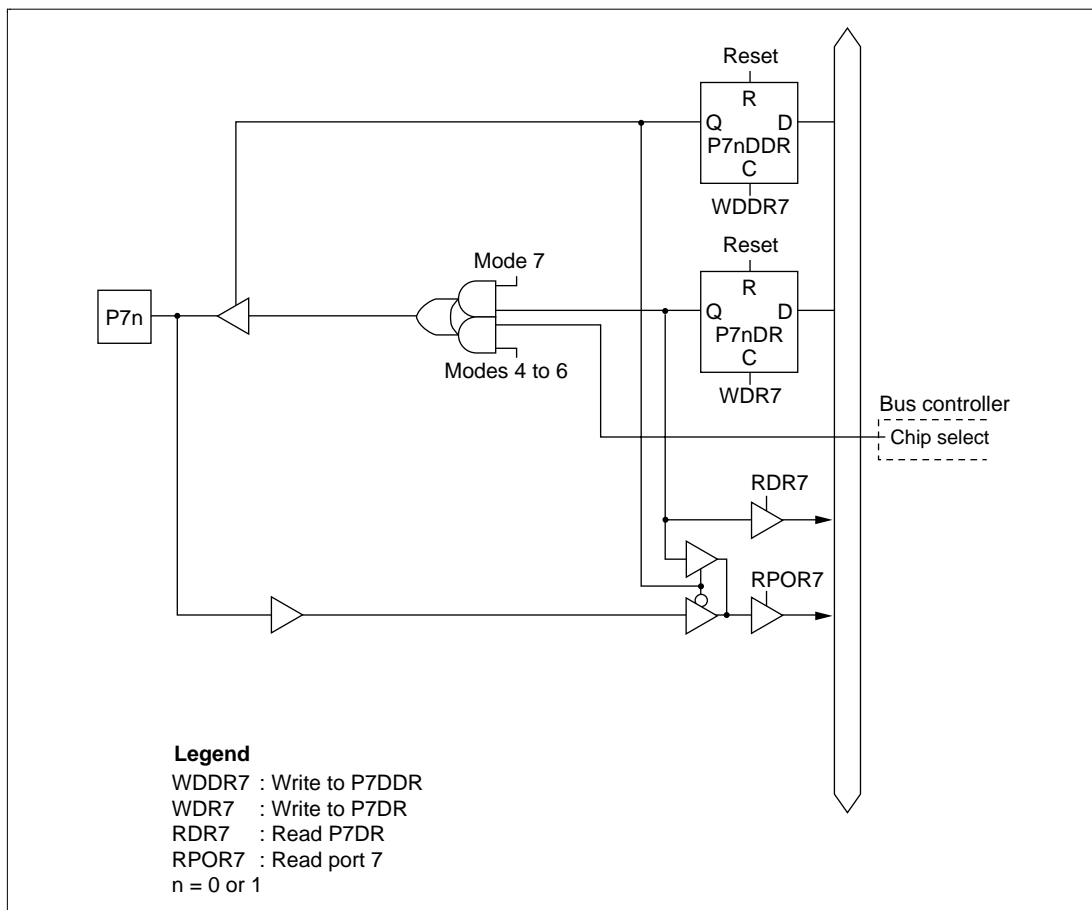 Reset
R
Q D
P7nDDR
C
WDDR7
Reset
Mode 7
R
P7n
Q D
P7nDR
C
Modes 4 to 6
WDR7
Bus controller
Chip select
RDR7
RPOR7
Legend
WDDR7 : Write to P7DDR
WDR7 : Write to P7DR
RDR7 : Read P7DR
RPOR7 : Read port 7
n = 0 or 1